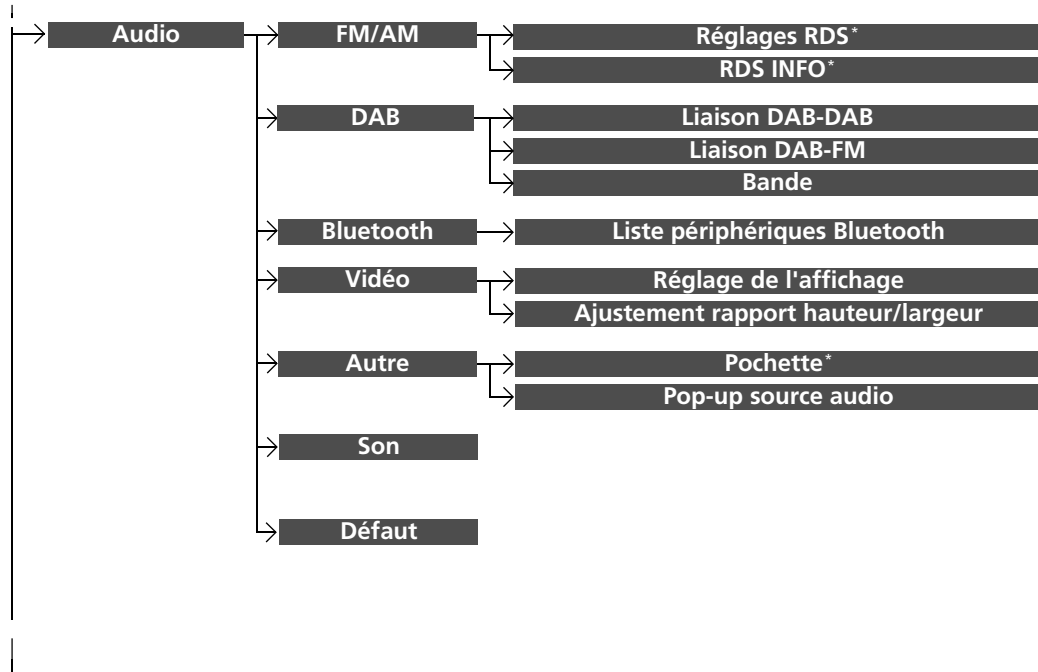 Audio
FM/AM
Réglages RDS*
RDS INFO*
DAB
Liaison DAB-DAB
Liaison DAB-FM
Bande
Bluetooth
Liste périphériques Bluetooth
Vidéo
Réglage de l'affichage
Ajustement rapport hauteur/largeur
Autre
Pochette*
Pop-up source audio
Son
Défaut